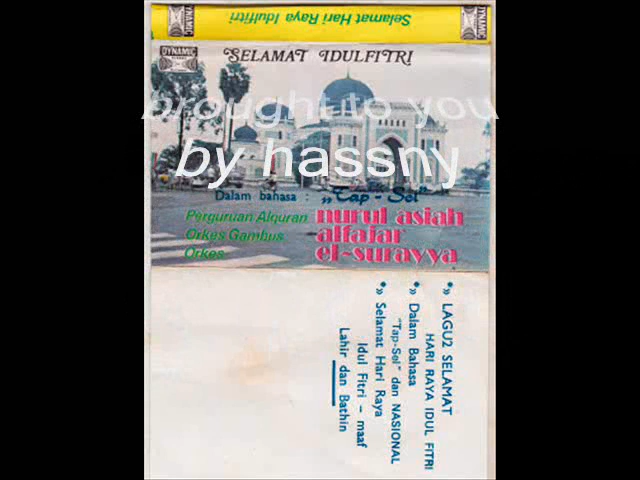 Selamat Hari Raya Idulfitri
DYNAMIC
DYNAMIC
DYNAMIC
SELAMAT IDULFITRI
brought to you
by hassny
Dalam bahasa : „Tap - Sel"
Perguruan Alquran nurul asiah
Orkes Gambus alfajar
Orkes el-surayya
*» LAGU2 SELAMAT
HARI RAYA IDUL FITRI
*» Dalam Bahasa
"Tap-Sel" dan NASIONAL
*» Selamat Hari Raya
Idul Fitri - maaf
Lahir dan Bathin